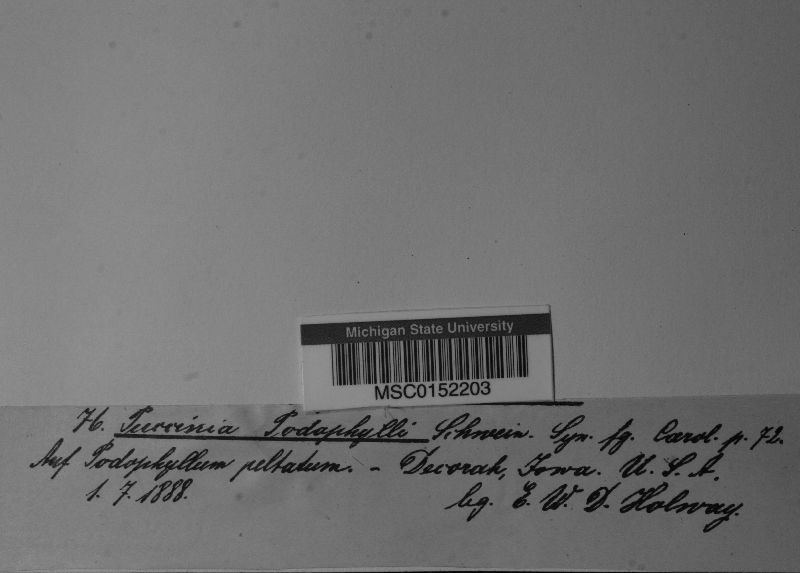 Michigan State University
MSC0152203
76. Puccinia Podophylli Schwein. Syn. fg. Carol. p. 72.
Auf Podophyllum peltatum. - Decorah, Iowa. U. S. A.
1. 7. 1888. lg. E. W. D. Holway.